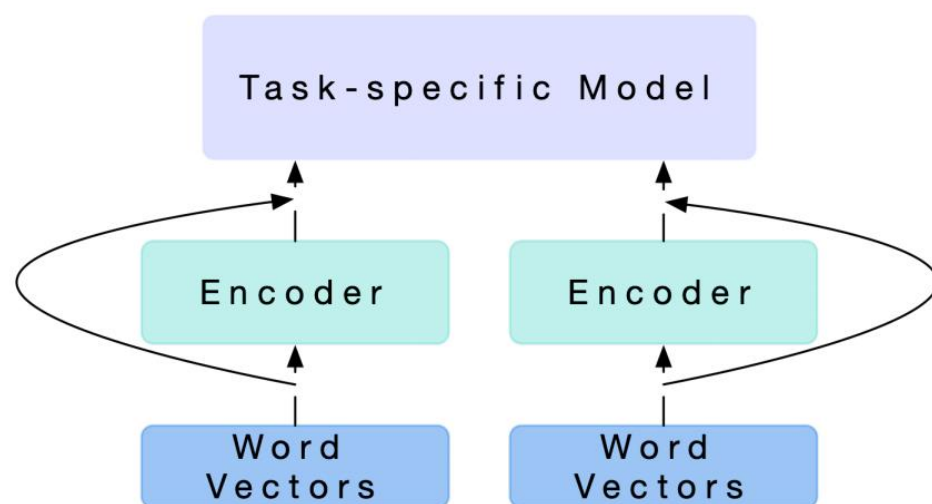 Task-specific Model
Encoder
Encoder
Word
Vectors
Word
Vectors